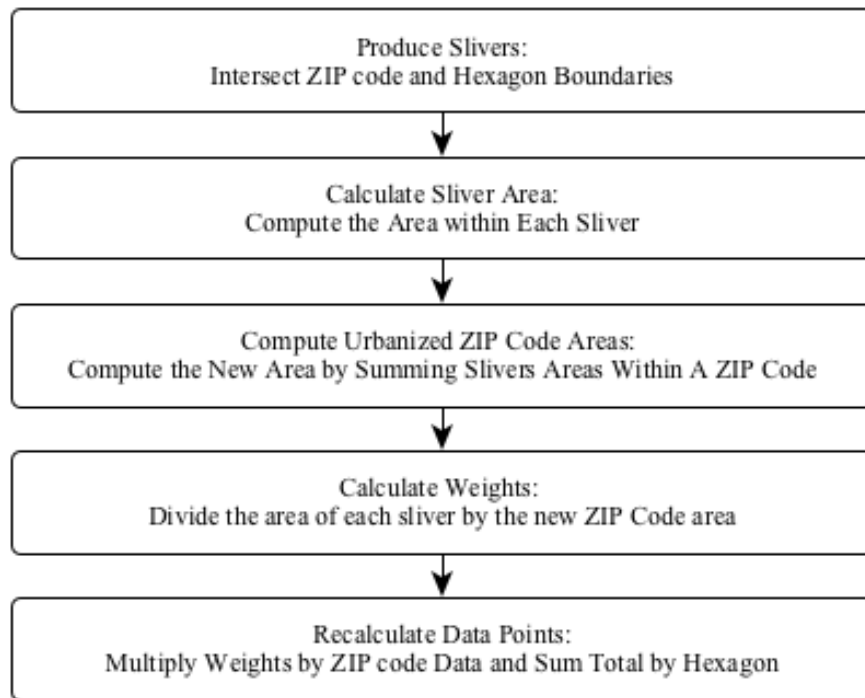 Produce Slivers:
Intersect ZIP code and Hexagon Boundaries
Calculate Sliver Area:
Compute the Area within Each Sliver
Compute Urbanized ZIP Code Areas:
Compute the New Area by Summing Slivers Areas Within A ZIP Code
Calculate Weights:
Divide the area of each sliver by the new ZIP Code area
Recalculate Data Points:
Multiply Weights by ZIP code Data and Sum Total by Hexagon